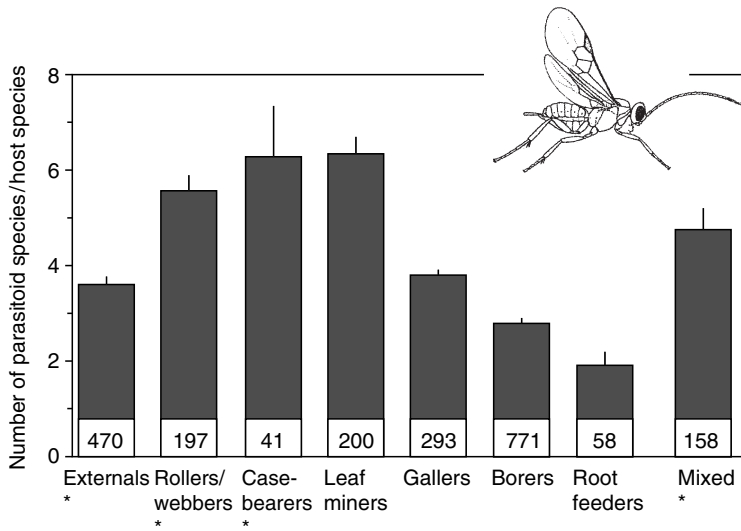 Number of parasitoid species/host species
8
6
4
2
0
470 197 41 200 293 771 58 158
Externals Rollers/ Case- Leaf Gallers Borers Root Mixed
* webbers bearers miners feeders *
* *